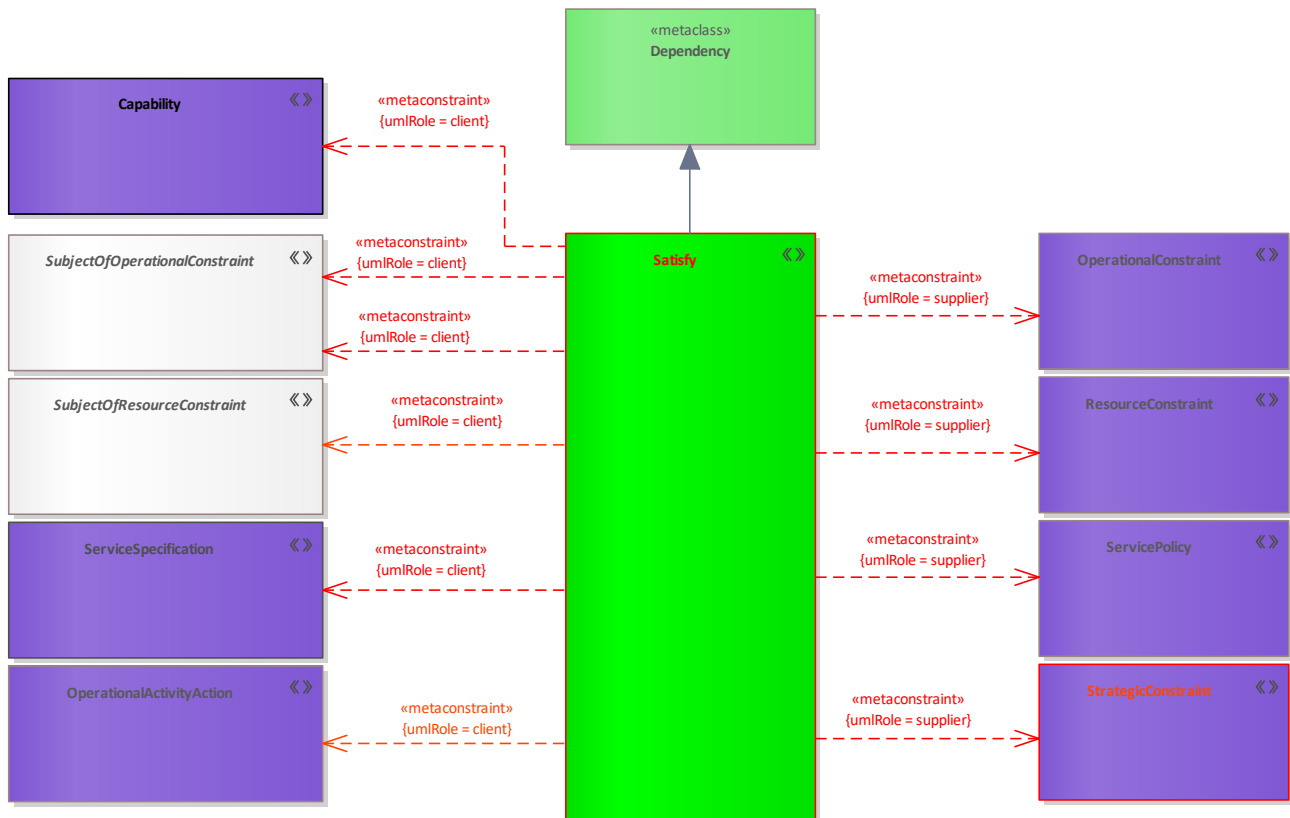 «metaclass»
Dependency
Capability
«metaconstraint»
{umlRole = client}
SubjectOfOperationalConstraint
«metaconstraint»
{umlRole = client}
«metaconstraint»
{umlRole = client}
Satisfy
«metaconstraint»
{umlRole = supplier}
OperationalConstraint
SubjectOfResourceConstraint
«metaconstraint»
{umlRole = client}
«metaconstraint»
{umlRole = supplier}
ResourceConstraint
ServiceSpecification
«metaconstraint»
{umlRole = client}
«metaconstraint»
{umlRole = supplier}
ServicePolicy
OperationalActivityAction
«metaconstraint»
{umlRole = client}
«metaconstraint»
{umlRole = supplier}
StrategicConstraint